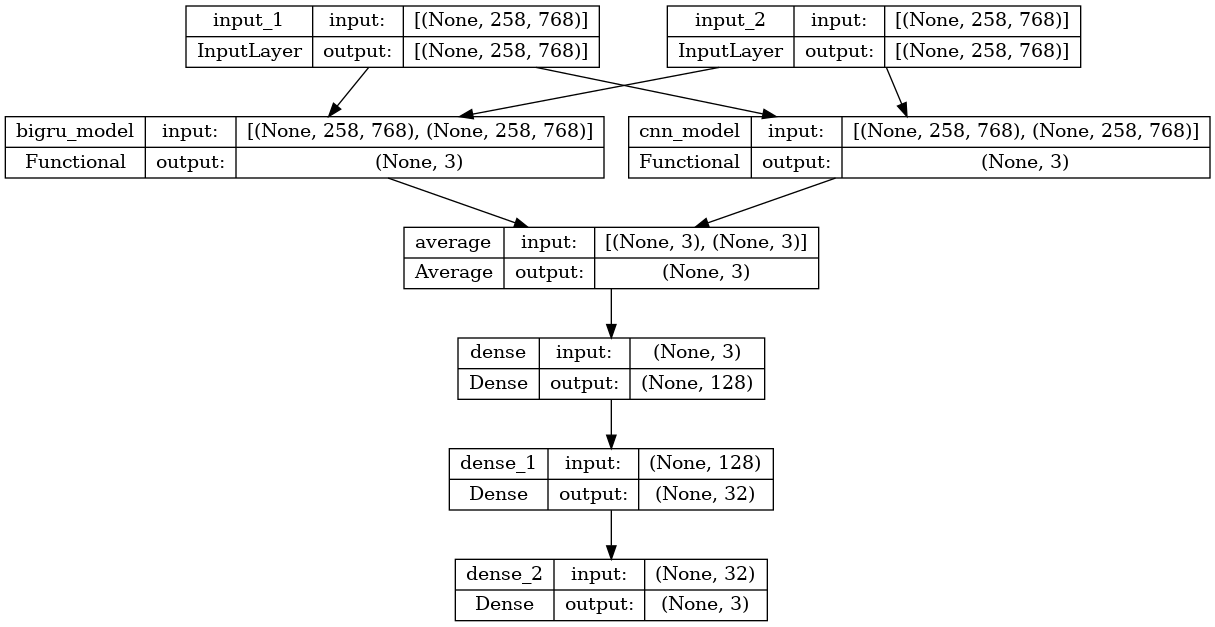 input_1 input: [(None, 258, 768)]
InputLayer output: [(None, 258, 768)]
input_2 input: [(None, 258, 768)]
InputLayer output: [(None, 258, 768)]
bigru_model input: [(None, 258, 768), (None, 258, 768)]
Functional output: (None, 3)
cnn_model input: [(None, 258, 768), (None, 258, 768)]
Functional output: (None, 3)
average input: [(None, 3), (None, 3)]
Average output: (None, 3)
dense input: (None, 3)
Dense output: (None, 128)
dense_1 input: (None, 128)
Dense output: (None, 32)
dense_2 input: (None, 32)
Dense output: (None, 3)